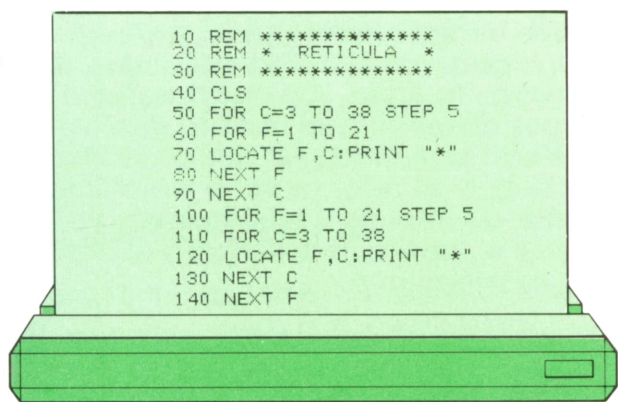 10 REM **************
20 REM *  RETICULA  *
30 REM **************
40 CLS
50 FOR C=3 TO 38 STEP 5
60 FOR F=1 TO 21
70 LOCATE F,C:PRINT "*"
80 NEXT F
90 NEXT C
100 FOR F=1 TO 21 STEP 5
110 FOR C=3 TO 38
120 LOCATE F,C:PRINT "*"
130 NEXT C
140 NEXT F